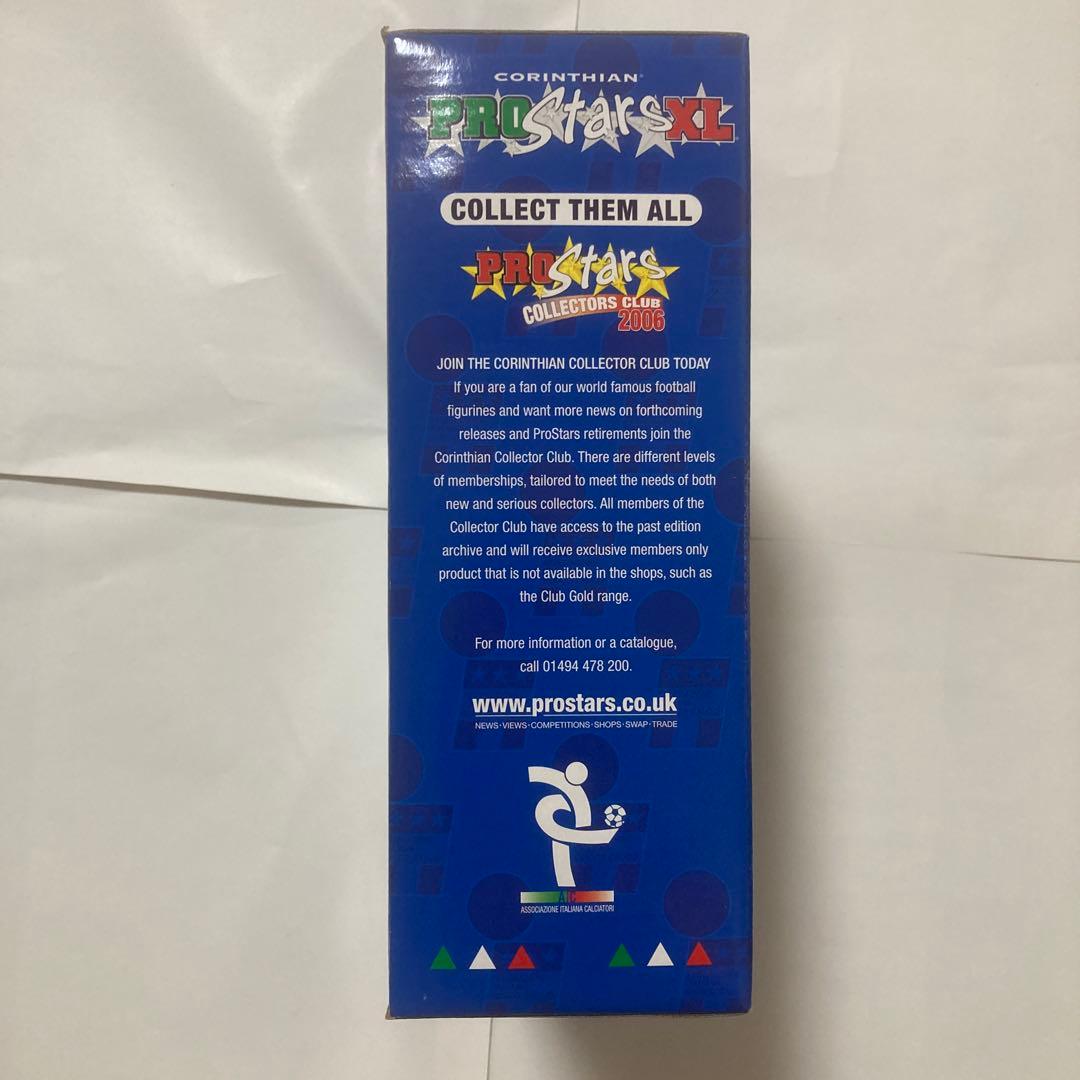 CORINTHIAN
PROStarsXL
COLLECT THEM ALL
PROStars
COLLECTORS CLUB
2006
JOIN THE CORINTHIAN COLLECTOR CLUB TODAY
If you are a fan of our world famous football
figurines and want more news on forthcoming
releases and ProStars retirements join the
Corinthian Collector Club. There are different levels
of memberships, tailored to meet the needs of both
new and serious collectors. All members of the
Collector Club have access to the past edition
archive and will receive exclusive members only
product that is not available in the shops, such as
the Club Gold range.
For more information or a catalogue,
call 01494 478 200.
www.prostars.co.uk
NEWS·VIEWS·COMPETITIONS·SHOPS·SWAP·TRADE
AIC
ASSOCIAZIONE ITALIANA CALCIATORI